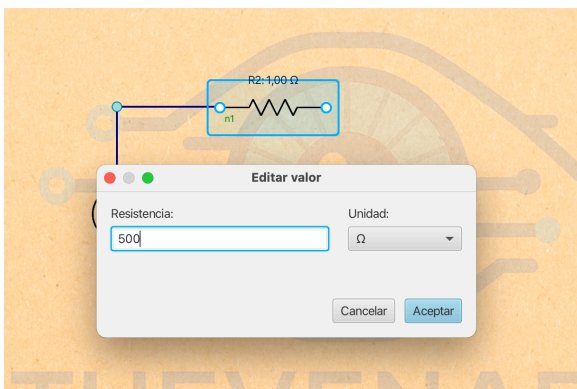 R2: 1,00 Ω
n1
Editar valor
Resistencia:
Unidad:
500
Ω
Cancelar
Aceptar